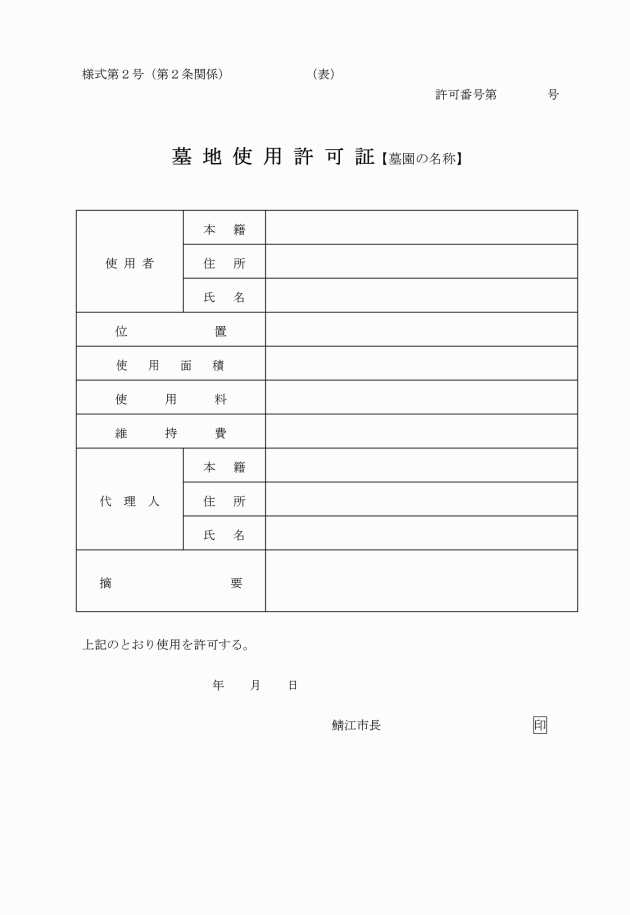 様式第２号（第２条関係）　　　　　　　（表）
許可番号第　　　　号
墓地使用許可証【墓園の名称】
使用者
本籍
住所
氏名
位置
使用面積
使用料
維持費
代理人
本籍
住所
氏名
摘要
上記のとおり使用を許可する。
年　　月　　日
鯖江市長　　　　　　　　　　　　印